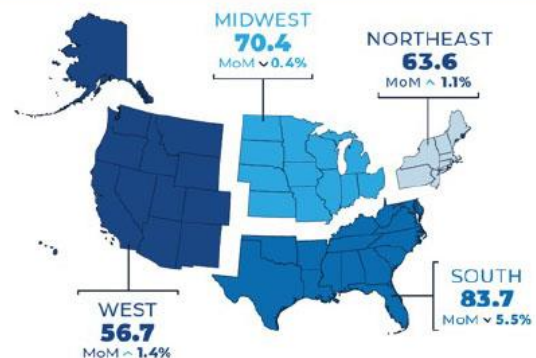 MIDWEST
70.4
MoM ⌄ 0.4%
NORTHEAST
63.6
MoM ^ 1.1%
WEST
56.7
MoM ^ 1.4%
SOUTH
83.7
MoM ⌄ 5.5%